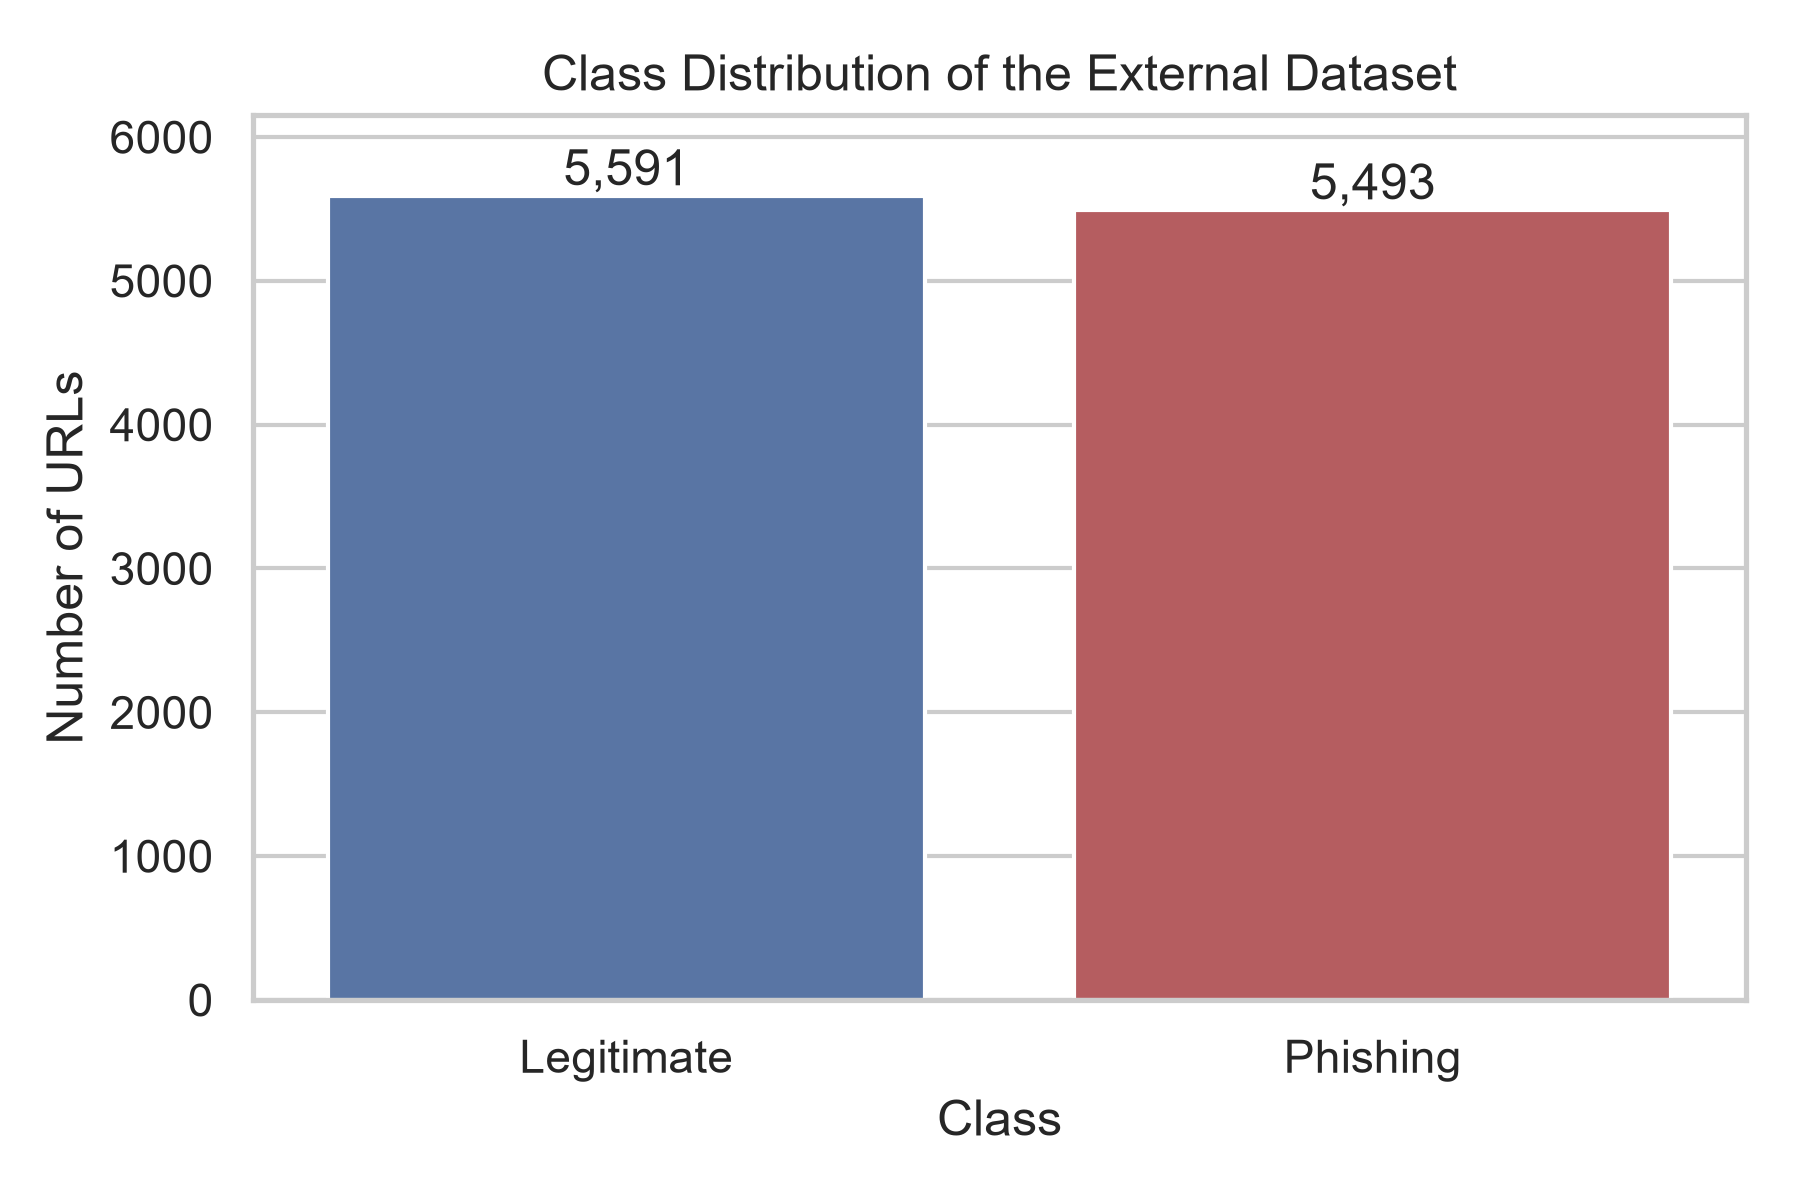 Class Distribution of the External Dataset
6000
5000
4000
3000
2000
1000
0
Number of URLs
5,591
5,493
Legitimate
Phishing
Class